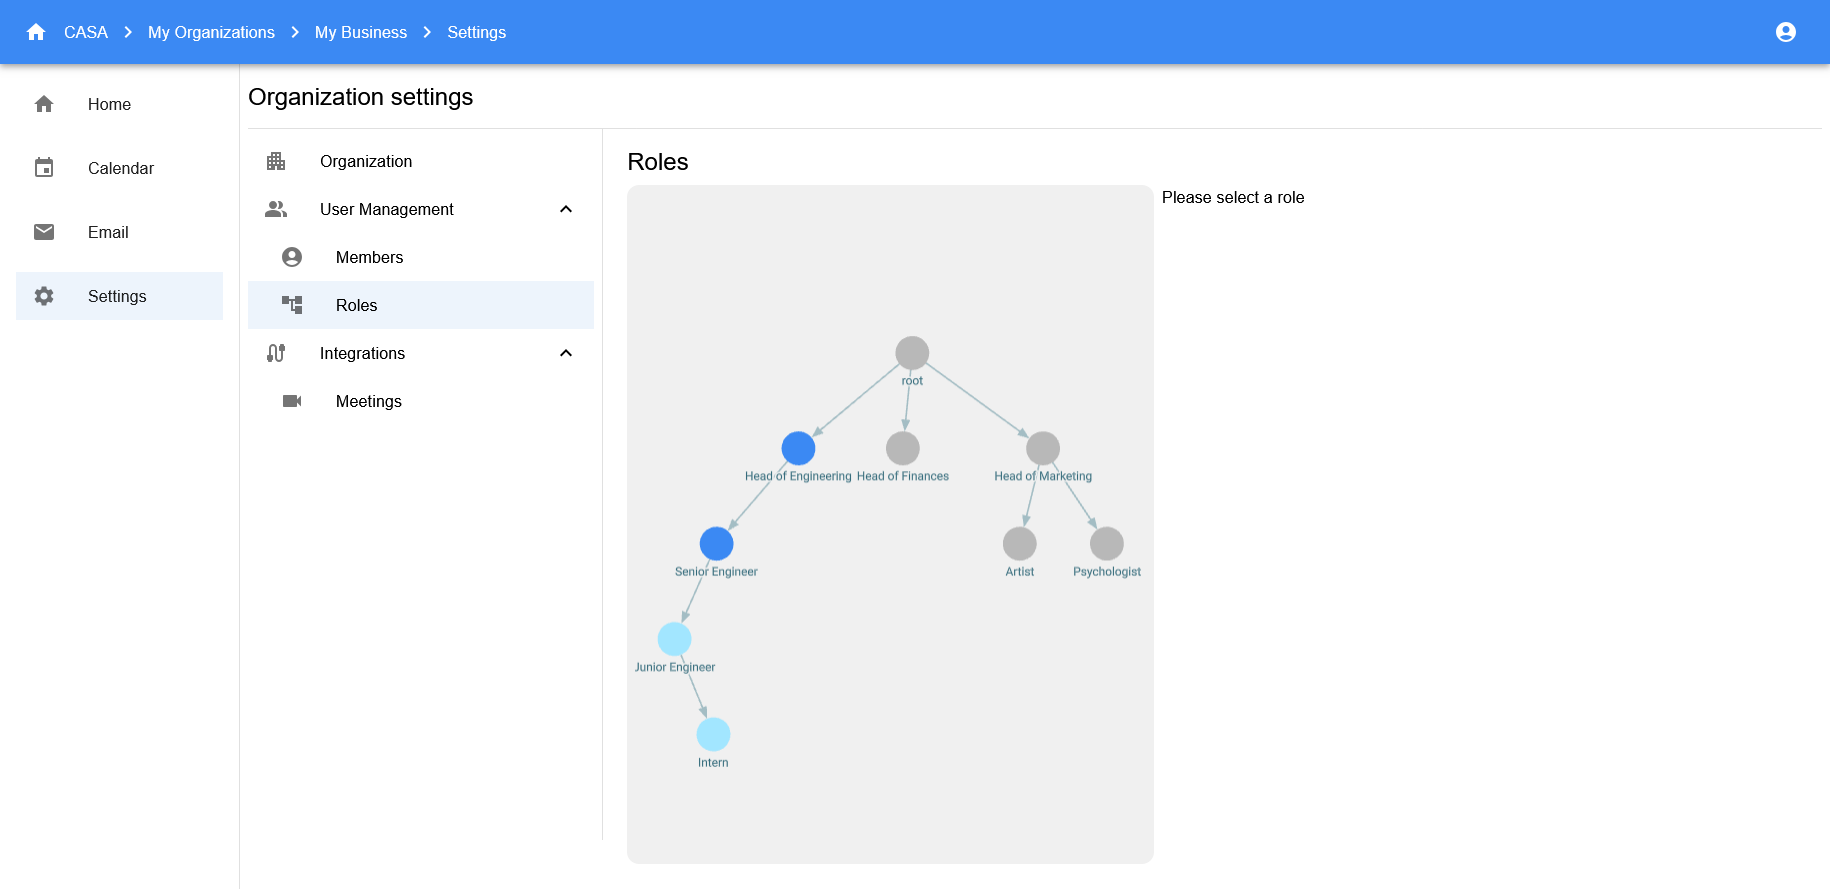 CASA > My Organizations > My Business > Settings
Home
Calendar
Email
Settings
Organization settings
Organization
User Management
Members
Roles
Integrations
Meetings
Roles
Please select a role
root
Head of Engineering Head of Finances Head of Marketing
Senior Engineer Artist Psychologist
Junior Engineer
Intern